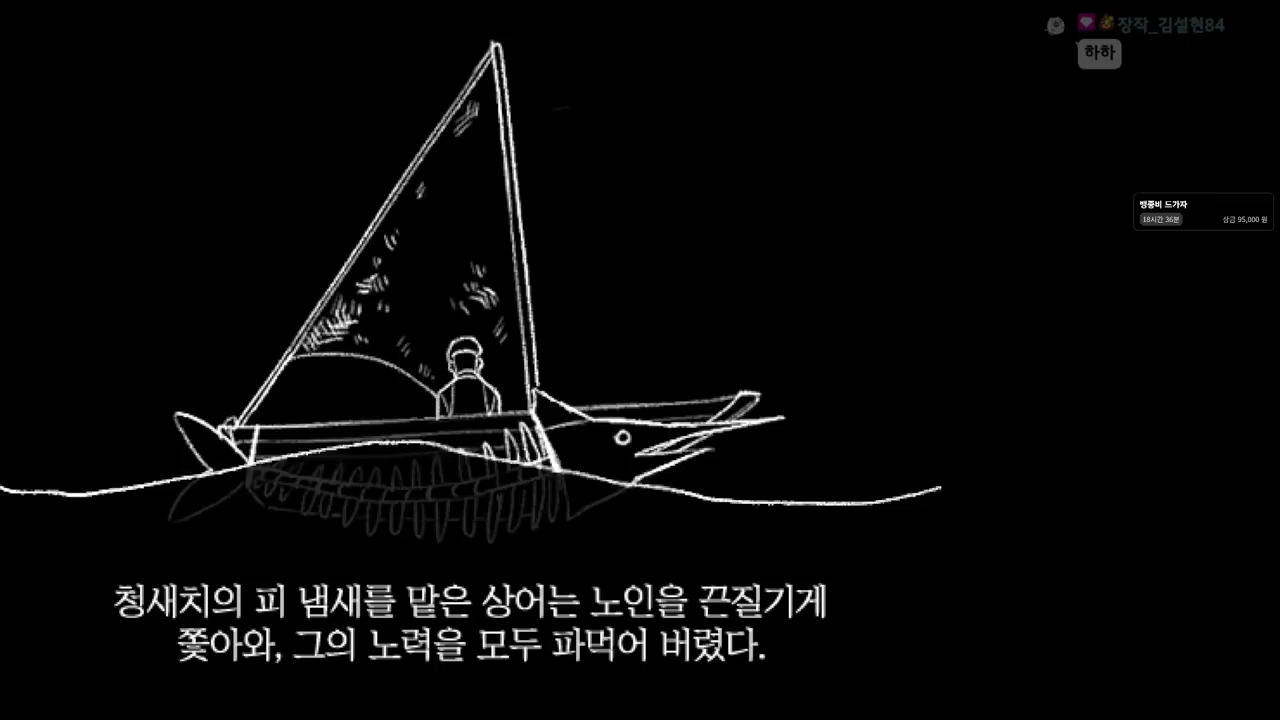 장작_김설현84
하하
뱅종비 드가자
18시간 36분
상금 95,000 원
청새치의 피 냄새를 맡은 상어는 노인을 끈질기게
쫓아와, 그의 노력을 모두 파먹어 버렸다.